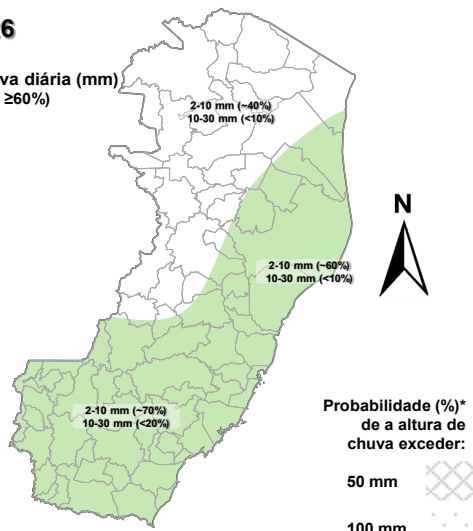 6
va diária (mm)
≥60%)
2-10 mm (~40%)
10-30 mm (<10%)
N
2-10 mm (~60%)
10-30 mm (<10%)
2-10 mm (~70%)
10-30 mm (<20%)
Probabilidade (%)*
de a altura de
chuva exceder:
50 mm
100 mm